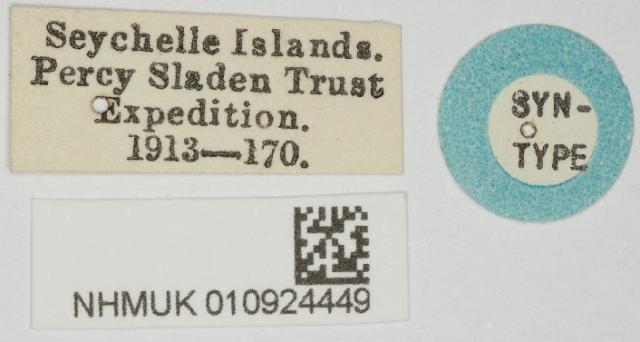 Seychelle Islands.
Percy Sladen Trust
Expedition.
1913—170.
SYN-
TYPE
NHMUK 010924449